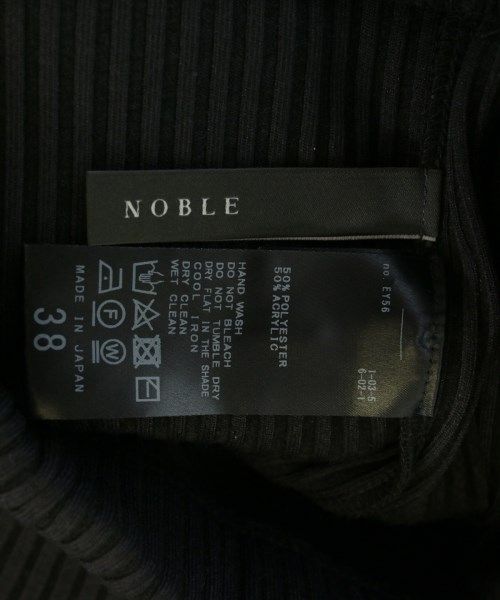 NOBLE
no EY56
1-03-5
6-02-1
50% POLYESTER
50% ACRYLIC
HAND WASH
DO NOT BLEACH
DO NOT TUMBLE DRY
DRY FLAT IN THE SHADE
COOL IRON
DRY CLEAN
WET CLEAN
F
W
38
MADE IN JAPAN